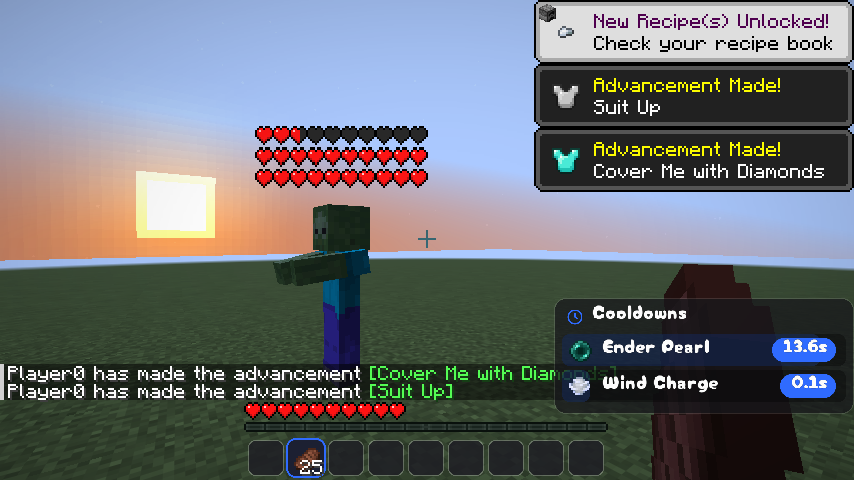 New Recipe(s) Unlocked!
Check your recipe book
Advancement Made!
Suit Up
Advancement Made!
Cover Me with Diamonds
Cooldowns
Ender Pearl 13.6s
Wind Charge 0.1s
Player0 has made the advancement [Cover Me with Diamonds]
Player0 has made the advancement [Suit Up]
25